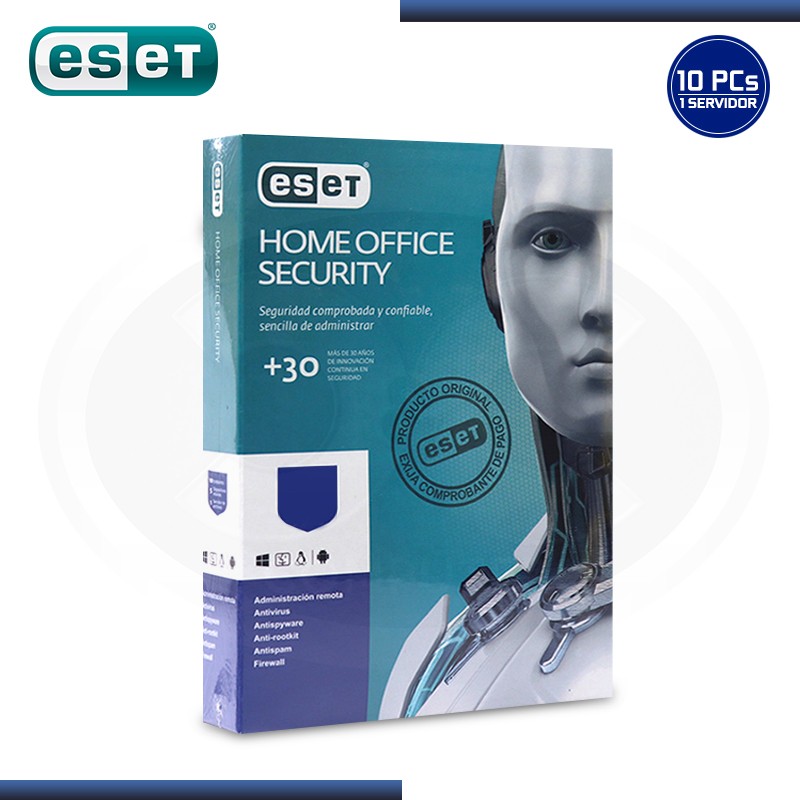 eseT®
10 PCs
1 SERVIDOR
eseT®
HOME OFFICE
SECURITY
Seguridad comprobada y confiable,
sencilla de administrar
+30
MÁS DE 30 AÑOS
DE INNOVACIÓN
CONTINUA EN
SEGURIDAD
PRODUCTO ORIGINAL
eseT
EXIJA COMPROBANTE DE PAGO
Administración remota
Antivirus
Antispyware
Anti-rootkit
Antispam
Firewall
eseT
HOME OFFICE SECURITY